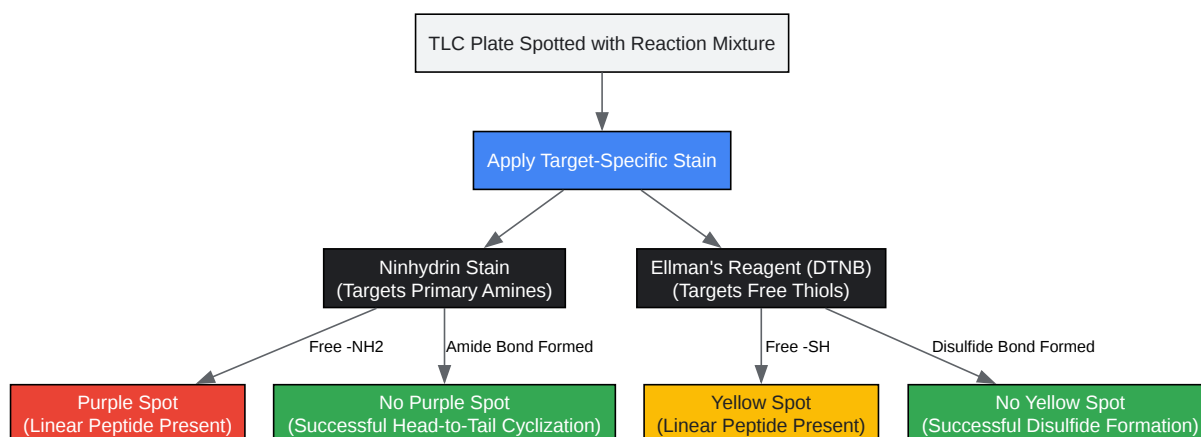 TLC Plate Spotted with Reaction Mixture
Apply Target-Specific Stain
Ninhydrin Stain
(Targets Primary Amines)
Ellman's Reagent (DTNB)
(Targets Free Thiols)
Free -NH2
Amide Bond Formed
Free -SH
Disulfide Bond Formed
Purple Spot
(Linear Peptide Present)
No Purple Spot
(Successful Head-to-Tail Cyclization)
Yellow Spot
(Linear Peptide Present)
No Yellow Spot
(Successful Disulfide Formation)